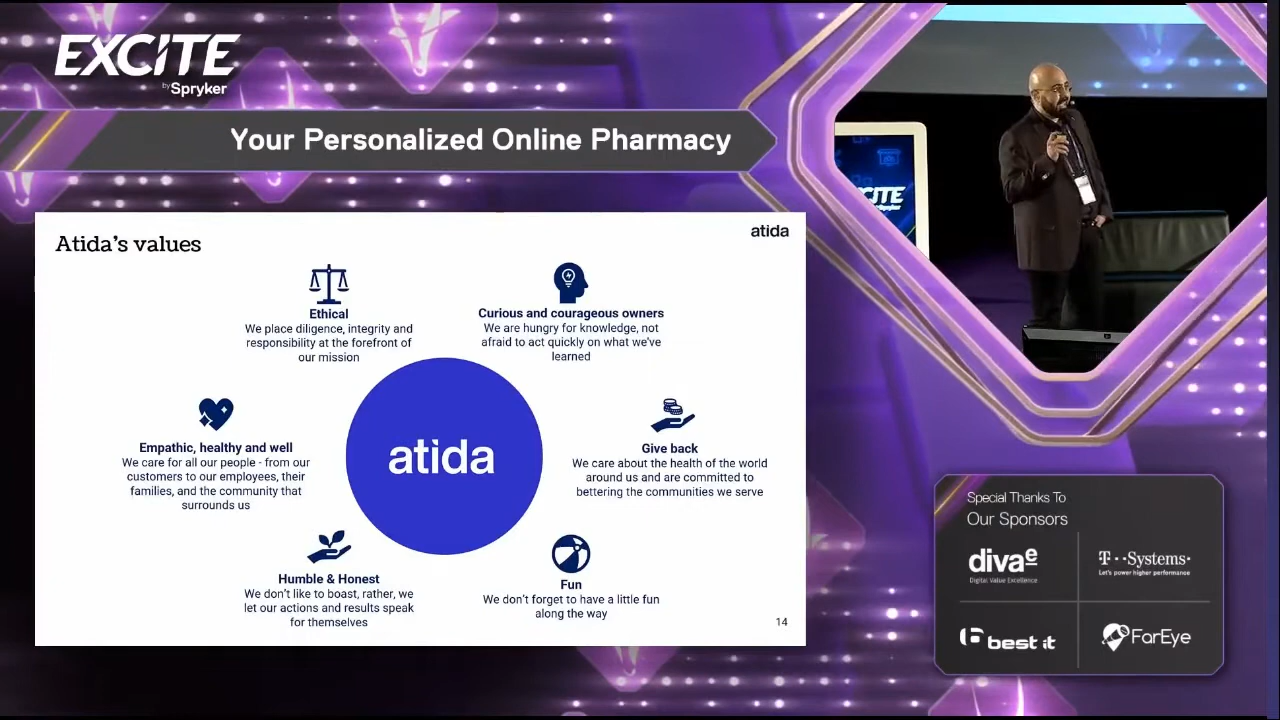 EXCITE
by Spryker
Your Personalized Online Pharmacy
Atida's values
atida
Ethical
We place diligence, integrity and
responsibility at the forefront of
our mission
Curious and courageous owners
We are hungry for knowledge, not
afraid to act quickly on what we've
learned
Empathic, healthy and well
We care for all our people - from our
customers to our employees, their
families, and the community that
surrounds us
atida
Give back
We care about the health of the world
around us and are committed to
bettering the communities we serve
Humble & Honest
We don't like to boast, rather, we
let our actions and results speak
for themselves
Fun
We don't forget to have a little fun
along the way
14
Special Thanks To
Our Sponsors
divae
Digital Value Excellence
T··Systems·
Let's power higher performance
best it
FarEye